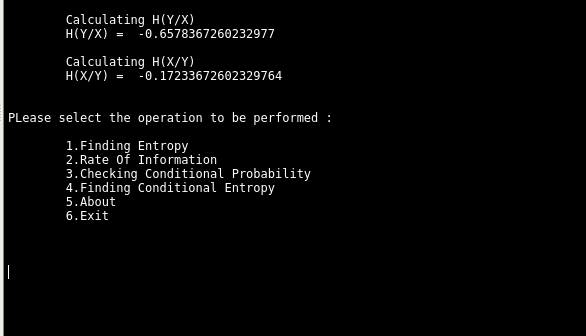 Calculating H(Y/X)
H(Y/X) =  -0.6578367260232977
Calculating H(X/Y)
H(X/Y) =  -0.17233672602329764
PLease select the operation to be performed :
1.Finding Entropy
2.Rate Of Information
3.Checking Conditional Probability
4.Finding Conditional Entropy
5.About
6.Exit